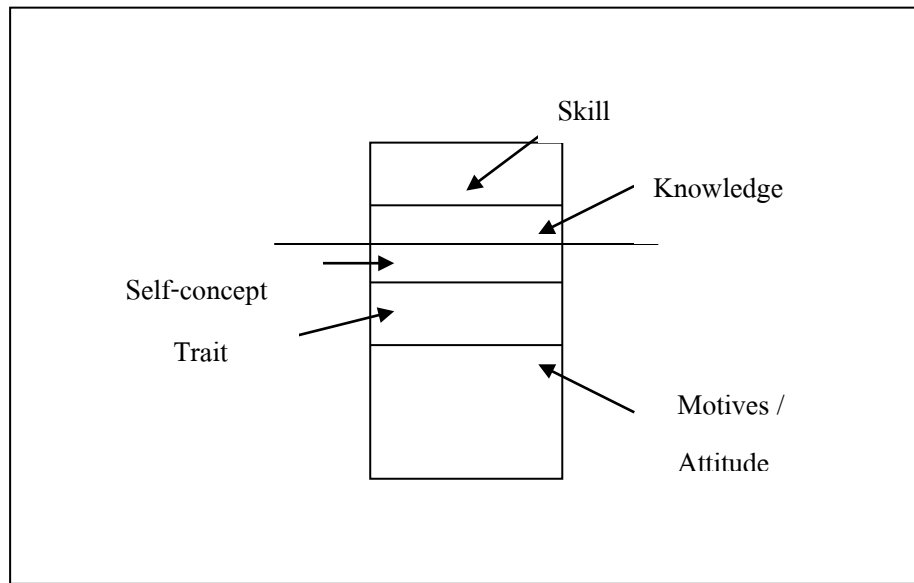 Skill
Knowledge
Self-concept
Trait
Motives /
Attitude